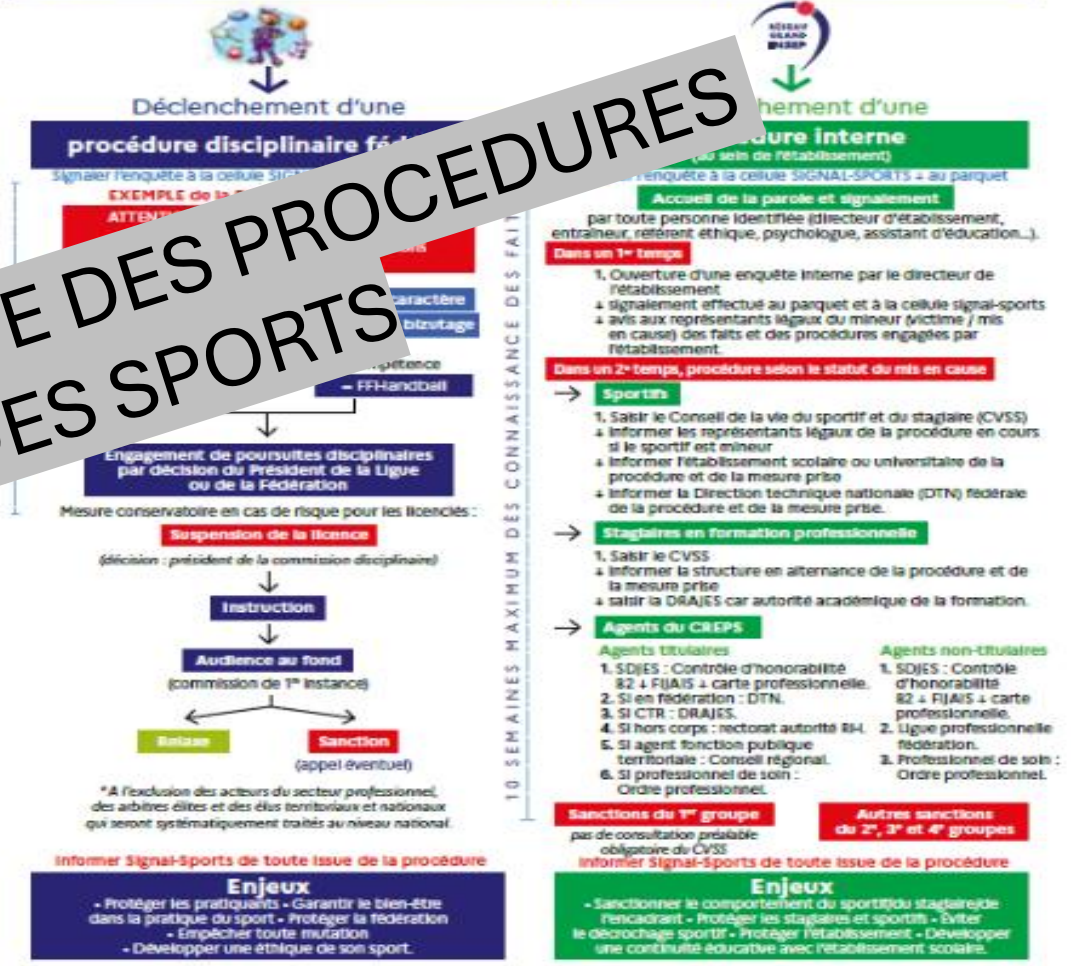 RÉSEAU
GRAND
INSEP
Déclenchement d'une
procédure disciplinaire
Signaler l'enquête à la cellule
EXEMPLE de la
caractère
bizutage
– FFHandball
Engagement de poursuites disciplinaires
par décision du Président de la Ligue
ou de la Fédération
Mesure conservatoire en cas de risque pour les licenciés :
Suspension de la licence
(décision : président de la commission disciplinaire)
Instruction
Audience au fond
(commission de 1re instance)
Relaxe
Sanction
(appel éventuel)
*A l'exclusion des acteurs du secteur professionnel,
des arbitres élites et des élus territoriaux et nationaux
qui seront systématiquement traités au niveau national.
Informer Signal-Sports de toute issue de la procédure
Enjeux
- Protéger les pratiquants - Garantir le bien-être
dans la pratique du sport - Protéger la fédération
- Empêcher toute mutation
- Développer une éthique de son sport.
E DES PROCEDURES
ES SPORTS
10 SEMAINES MAXIMUM DES CONNAISSANCE DES FAIT
d'une
interne
(au sein de l'établissement)
l'enquête à la cellule SIGNAL-SPORTS + au parquet
Accueil de la parole et signalement
par toute personne identifiée (directeur d'établissement,
entraîneur, référent éthique, psychologue, assistant d'éducation...).
Dans un 1er temps
1. Ouverture d'une enquête interne par le directeur de
l'établissement
+ signalement effectué au parquet et à la cellule signal-sports
+ avis aux représentants légaux du mineur (victime / mis
en cause) des faits et des procédures engagées par
l'établissement.
Dans un 2e temps, procédure selon le statut du mis en cause
Sportifs
1. Saisir le Conseil de la vie du sportif et du stagiaire (CVSS)
+ informer les représentants légaux de la procédure en cours
si le sportif est mineur
+ informer l'établissement scolaire ou universitaire de la
procédure et de la mesure prise
+ informer la Direction technique nationale (DTN) fédérale
de la procédure et de la mesure prise.
Stagiaires en formation professionnelle
1. Saisir le CVSS
+ informer la structure en alternance de la procédure et de
la mesure prise
+ saisir la DRAJES car autorité académique de la formation.
Agents du CREPS
Agents titulaires
1. SDJES : Contrôle d'honorabilité
B2 + FIJAIS + carte professionnelle.
2. Si en fédération : DTN.
3. Si CTR : DRAJES.
4. Si hors corps : rectorat autorité RH.
5. Si agent fonction publique
territoriale : Conseil régional.
6. Si professionnel de soin :
Ordre professionnel.
Agents non-titulaires
1. SDJES : Contrôle
d'honorabilité
B2 + FIJAIS + carte
professionnelle.
2. Ligue professionnelle
fédération.
3. Professionnel de soin :
Ordre professionnel.
Sanctions du 1er groupe
pas de consultation préalable
obligatoire du CVSS
Autres sanctions
du 2e, 3e et 4e groupes
Informer Signal-Sports de toute issue de la procédure
Enjeux
- Sanctionner le comportement du sportif/du stagiaire/de
l'encadrant - Protéger les stagiaires et sportifs - Éviter
le décrochage sportif - Protéger l'établissement - Développer
une continuité éducative avec l'établissement scolaire.